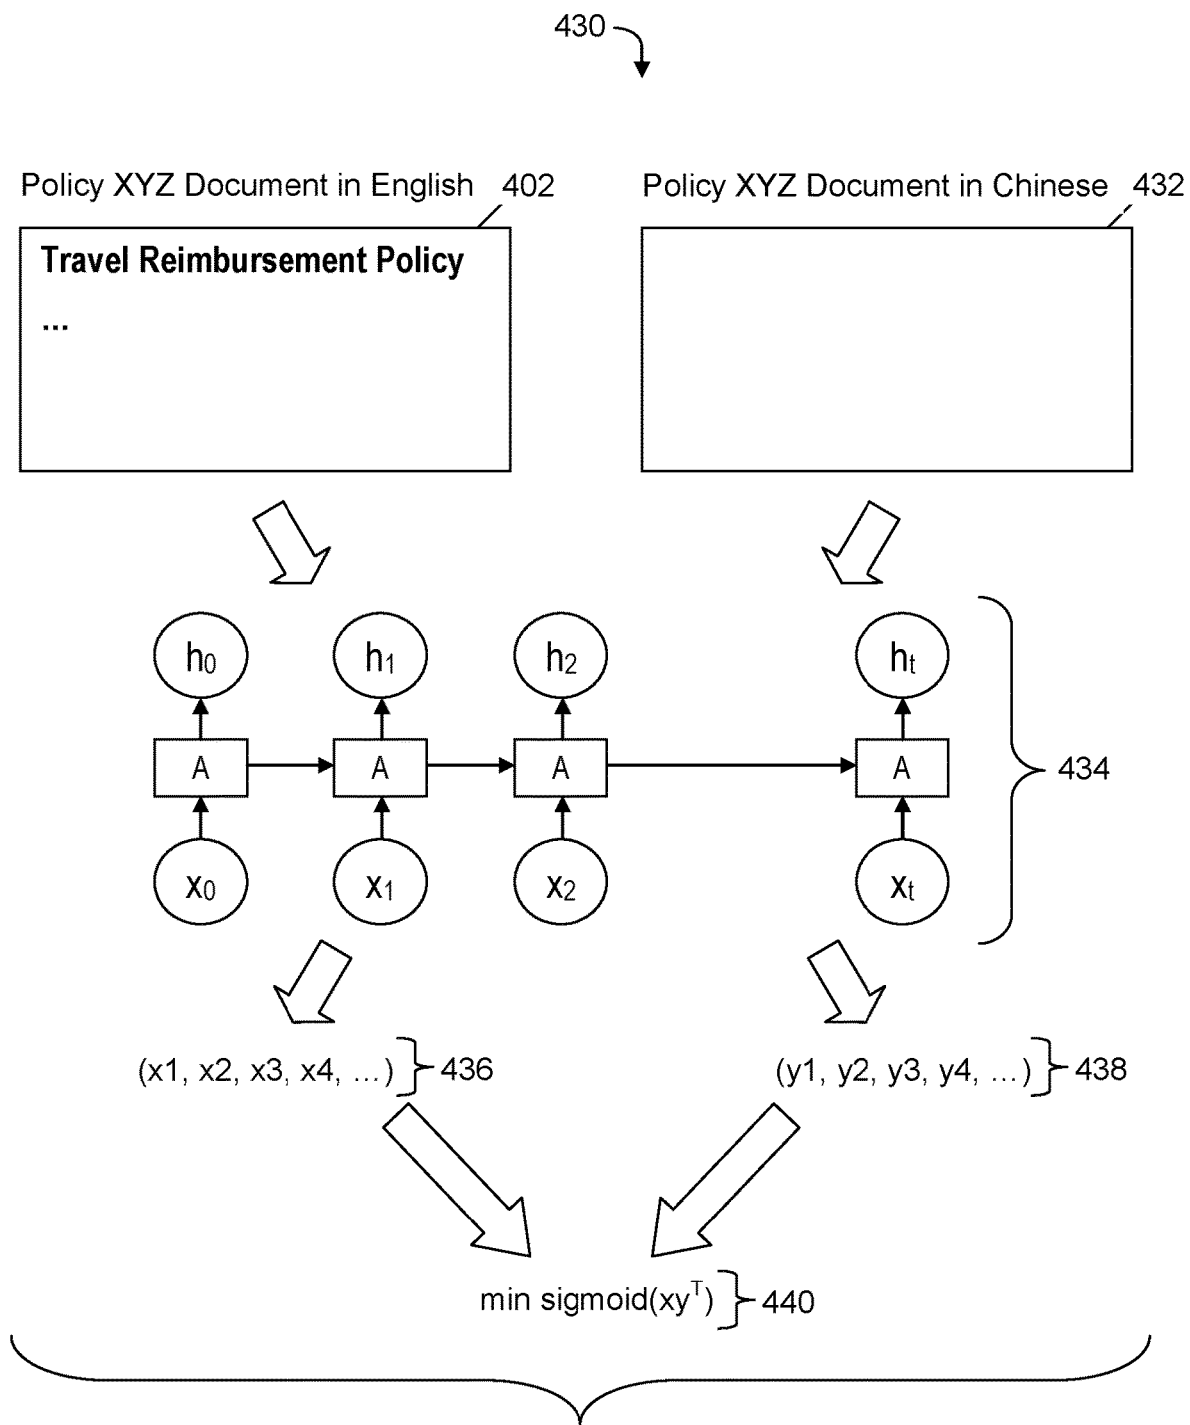 430
Policy XYZ Document in English 402
Policy XYZ Document in Chinese 432
Travel Reimbursement Policy
...
h0 h1 h2 ht
A A A A
434
x0 x1 x2 xt
(x1, x2, x3, x4, ...) 436
(y1, y2, y3, y4, ...) 438
min sigmoid(xy^T) 440